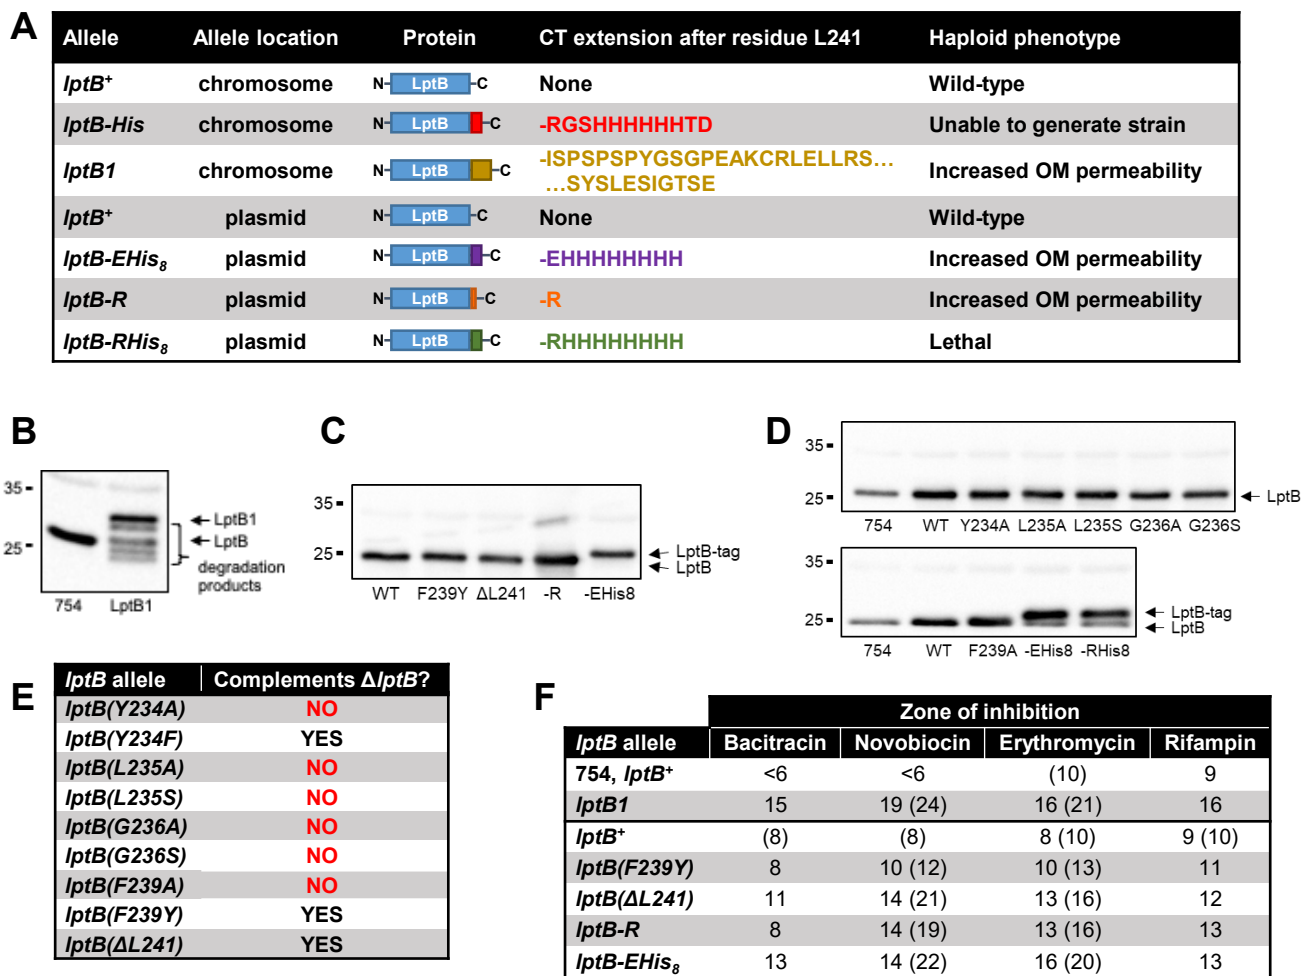 A
Allele Allele location Protein CT extension after residue L241 Haploid phenotype
lptB+ chromosome N- LptB -C None Wild-type
lptB-His chromosome N- LptB -C -RGSHHHHHHTD Unable to generate strain
lptB1 chromosome N- LptB -C -ISPSPSPYGSGPEAKCRLELLRS… Increased OM permeability
…SYSLESIGTSE
lptB+ plasmid N- LptB -C None Wild-type
lptB-EHis8 plasmid N- LptB -C -EHHHHHHHH Increased OM permeability
lptB-R plasmid N- LptB -C -R Increased OM permeability
lptB-RHis8 plasmid N- LptB -C -RHHHHHHHH Lethal
B
35
25
LptB1
LptB
degradation
products
754 LptB1
C
35
25
LptB-tag
LptB
WT F239Y ΔL241 -R -EHis8
D
35
25
LptB
754 WT Y234A L235A L235S G236A G236S
35
25
LptB-tag
LptB
754 WT F239A -EHis8 -RHis8
E
lptB allele Complements ΔlptB?
lptB(Y234A) NO
lptB(Y234F) YES
lptB(L235A) NO
lptB(L235S) NO
lptB(G236A) NO
lptB(G236S) NO
lptB(F239A) NO
lptB(F239Y) YES
lptB(ΔL241) YES
F
Zone of inhibition
lptB allele Bacitracin Novobiocin Erythromycin Rifampin
754, lptB+ <6 <6 (10) 9
lptB1 15 19 (24) 16 (21) 16
lptB+ (8) (8) 8 (10) 9 (10)
lptB(F239Y) 8 10 (12) 10 (13) 11
lptB(ΔL241) 11 14 (21) 13 (16) 12
lptB-R 8 14 (19) 13 (16) 13
lptB-EHis8 13 14 (22) 16 (20) 13